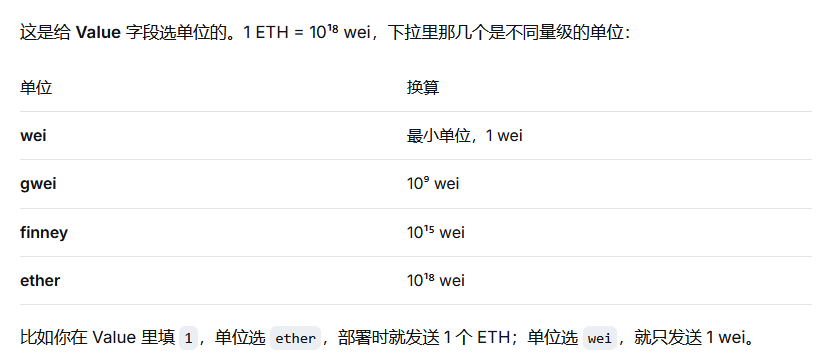 这是给 Value 字段选单位的。1 ETH = 10¹⁸ wei，下拉里那几个是不同量级的单位：
单位 换算
wei 最小单位，1 wei
gwei 10⁹ wei
finney 10¹⁵ wei
ether 10¹⁸ wei
比如你在 Value 里填 1，单位选 ether，部署时就发送 1 个 ETH；单位选 wei，就只发送 1 wei。